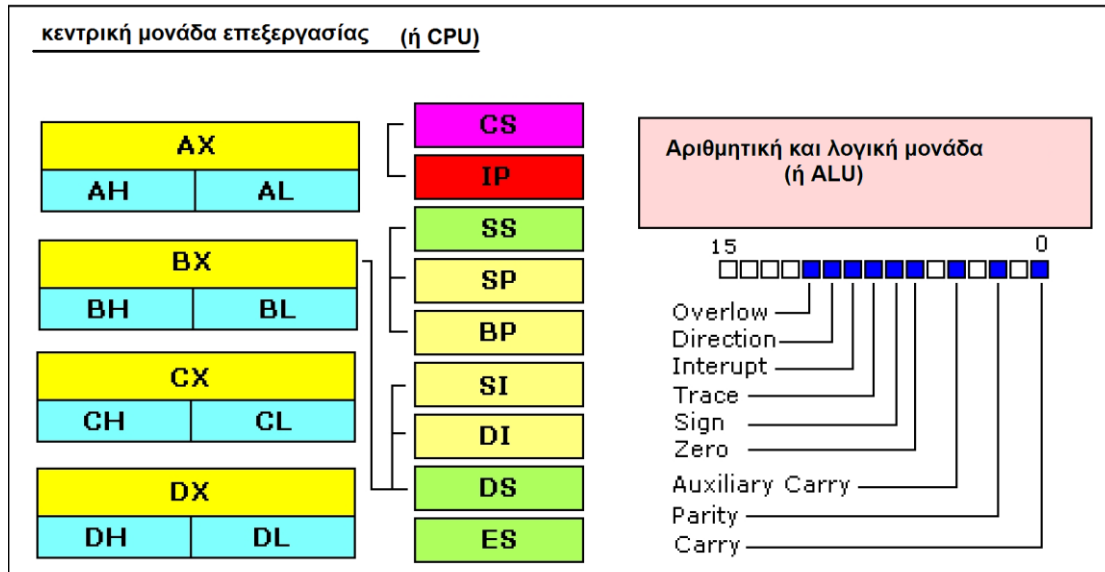 κεντρική μονάδα επεξεργασίας (ή CPU)
AX
AH AL
BX
BH BL
CX
CH CL
DX
DH DL
CS
IP
SS
SP
BP
SI
DI
DS
ES
Αριθμητική και λογική μονάδα
(ή ALU)
15 0
Overlow
Direction
Interupt
Trace
Sign
Zero
Auxiliary Carry
Parity
Carry